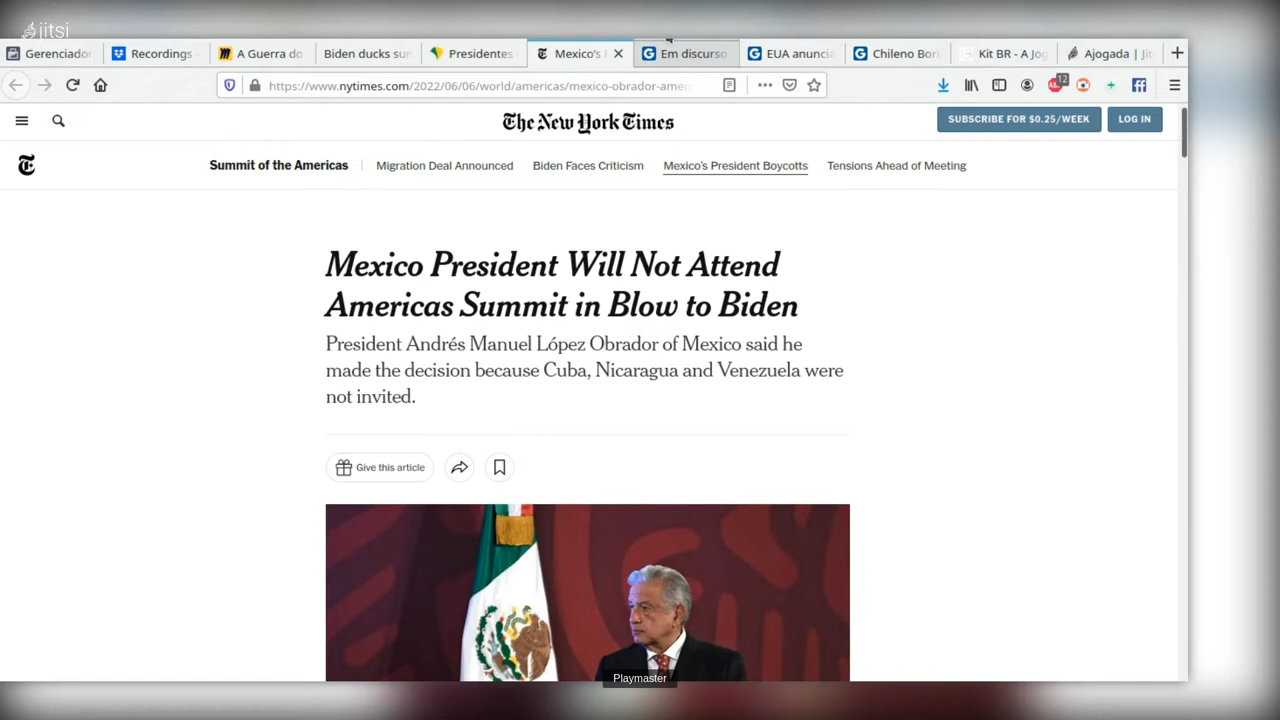 jitsi
Gerenciado
Recordings -
A Guerra do
Biden ducks sum
Presidentes
Mexico's P
Em discurso
EUA anuncia
Chileno Bori
Kit BR - A Jog
Ajogada | Jit
https://www.nytimes.com/2022/06/06/world/americas/mexico-obrador-amer
12
The New York Times
SUBSCRIBE FOR $0.25/WEEK
LOG IN
Summit of the Americas
Migration Deal Announced
Biden Faces Criticism
Mexico's President Boycotts
Tensions Ahead of Meeting
Mexico President Will Not Attend
Americas Summit in Blow to Biden
President Andrés Manuel López Obrador of Mexico said he
made the decision because Cuba, Nicaragua and Venezuela were
not invited.
Give this article
Playmaster